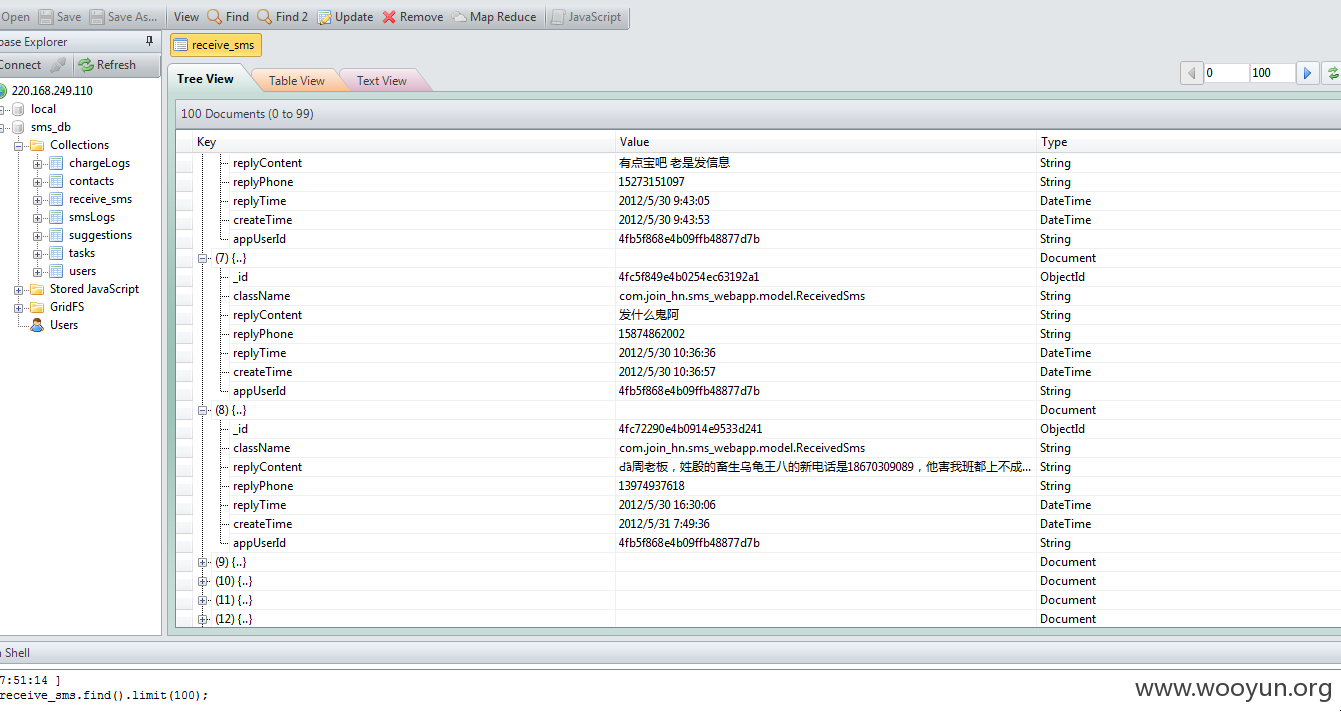 Open Save Save As... View Find Find 2 Update Remove Map Reduce JavaScript
base Explorer
receive_sms
Connect Refresh
Tree View Table View Text View
0 100
220.168.249.110
local
sms_db
Collections
chargeLogs
contacts
receive_sms
smsLogs
suggestions
tasks
users
Stored JavaScript
GridFS
Users
100 Documents (0 to 99)
Key Value Type
replyContent 有点宝吧 老是发信息 String
replyPhone 15273151097 String
replyTime 2012/5/30 9:43:05 DateTime
createTime 2012/5/30 9:43:53 DateTime
appUserId 4fb5f868e4b09ffb48877d7b String
(7) {..} Document
_id 4fc5f849e4b0254ec63192a1 ObjectId
className com.join_hn.sms_webapp.model.ReceivedSms String
replyContent 发什么鬼阿 String
replyPhone 15874862002 String
replyTime 2012/5/30 10:36:36 DateTime
createTime 2012/5/30 10:36:57 DateTime
appUserId 4fb5f868e4b09ffb48877d7b String
(8) {..} Document
_id 4fc72290e4b0914e9533d241 ObjectId
className com.join_hn.sms_webapp.model.ReceivedSms String
replyContent 周老板，姓殷的畜生乌龟王八的新电话是18670309089，他害我班都上不成... String
replyPhone 13974937618 String
replyTime 2012/5/30 16:30:06 DateTime
createTime 2012/5/31 7:49:36 DateTime
appUserId 4fb5f868e4b09ffb48877d7b String
(9) {..} Document
(10) {..} Document
(11) {..} Document
(12) {..} Document
Shell
7:51:14 ]
receive_sms.find().limit(100);
www.wooyun.org